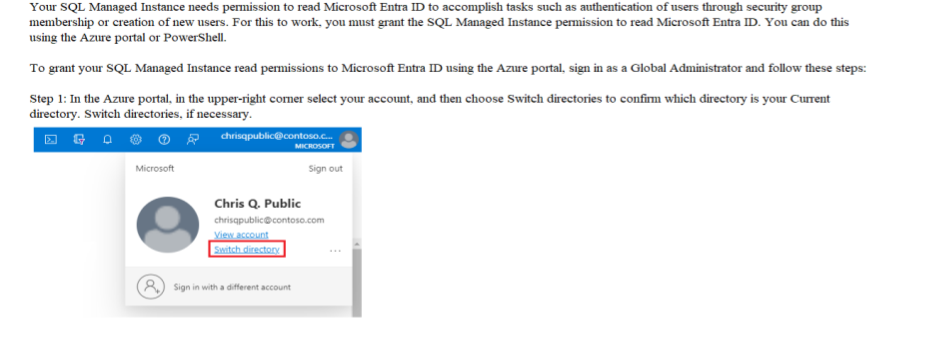 Your SQL Managed Instance needs permission to read Microsoft Entra ID to accomplish tasks such as authentication of users through security group
membership or creation of new users. For this to work, you must grant the SQL Managed Instance permission to read Microsoft Entra ID. You can do this
using the Azure portal or PowerShell.
To grant your SQL Managed Instance read permissions to Microsoft Entra ID using the Azure portal, sign in as a Global Administrator and follow these steps:
Step 1: In the Azure portal, in the upper-right corner select your account, and then choose Switch directories to confirm which directory is your Current
directory. Switch directories, if necessary.
chrisqpublic@contoso.c...
MICROSOFT
Microsoft Sign out
Chris Q. Public
chrisqpublic@contoso.com
View account
Switch directory ...
Sign in with a different account